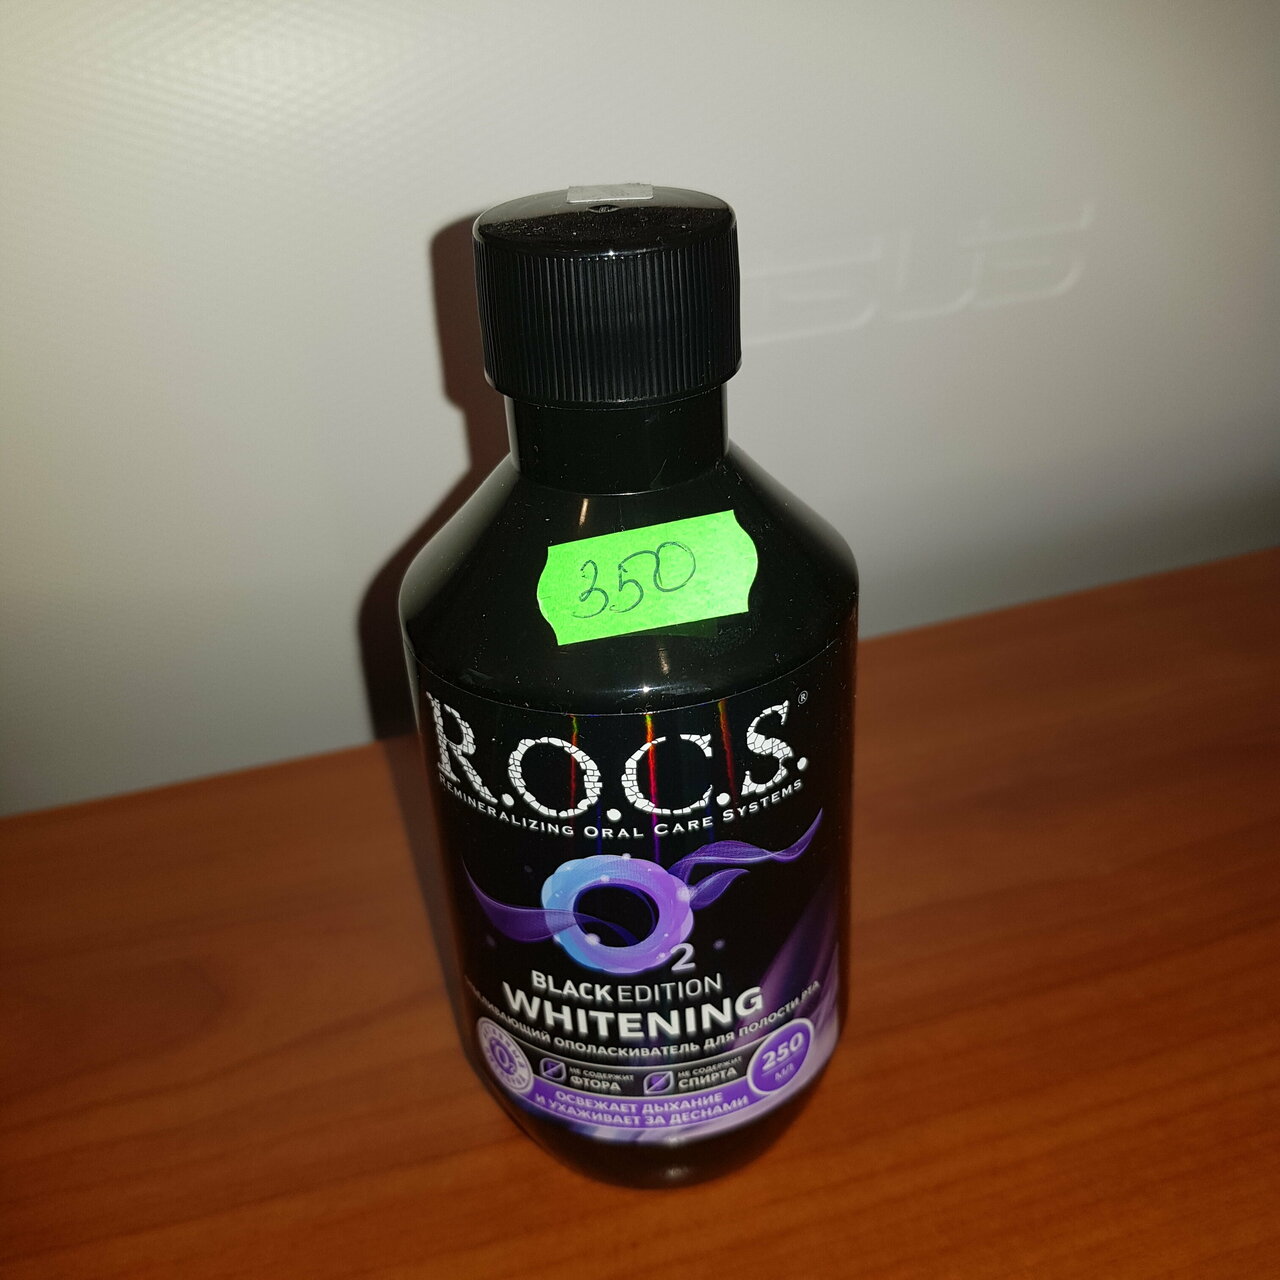 350
R.O.C.S.®
REMINERALIZING ORAL CARE SYSTEMS
O2
BLACK EDITION
WHITENING
ОПОЛАСКИВАТЕЛЬ ДЛЯ ПОЛОСТИ РТА
O2
НЕ СОДЕРЖИТ
ФТОРА
НЕ СОДЕРЖИТ
СПИРТА
250
МЛ
ОСВЕЖАЕТ ДЫХАНИЕ
И УХАЖИВАЕТ ЗА ДЕСНАМИ